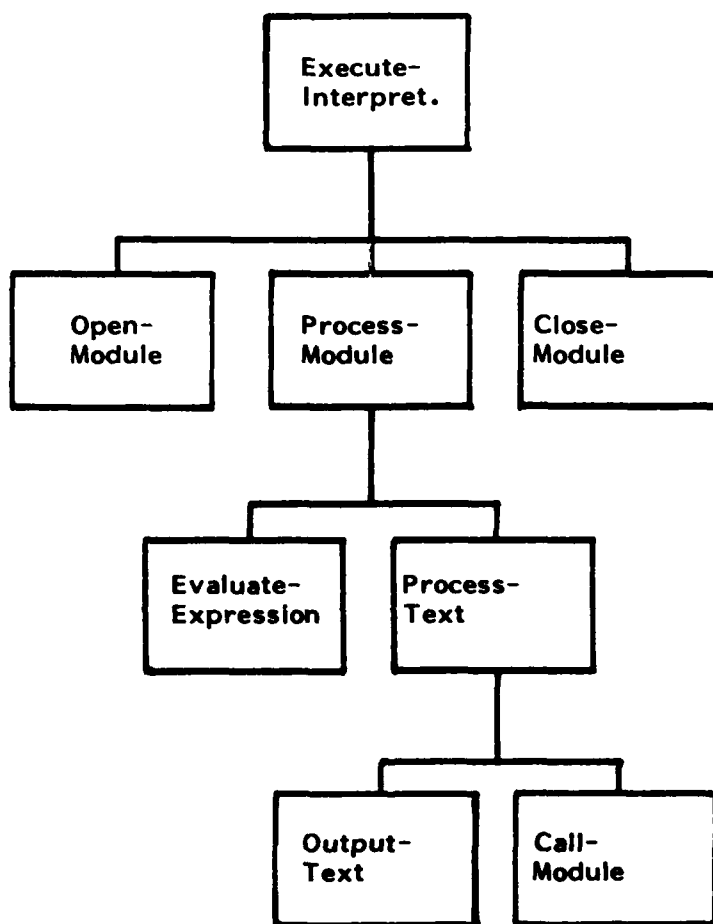 Execute-
Interpret.
Open-
Module
Process-
Module
Close-
Module
Evaluate-
Expression
Process-
Text
Output-
Text
Call-
Module